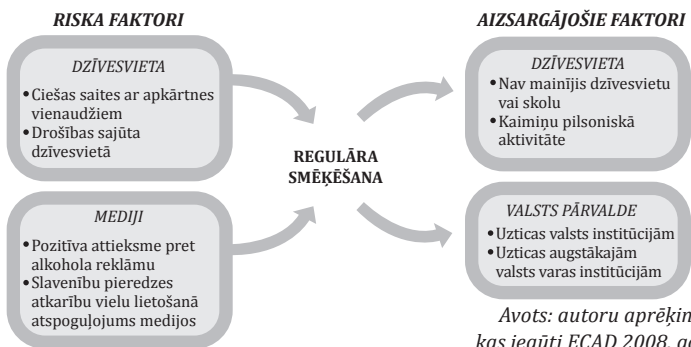 RISKA FAKTORI
DZĪVESVIETA
• Ciešas saites ar apkārtnes
vienaudžiem
• Drošības sajūta
dzīvesvietā
MEDIJI
• Pozitīva attieksme pret
alkohola reklāmu
• Slavenību pieredzes
atkarību vielu lietošanā
atspoguļojums medijos
REGULĀRA
SMĒĶĒŠANA
AIZSARGĀJOŠIE FAKTORI
DZĪVESVIETA
• Nav mainījis dzīvesvietu
vai skolu
• Kaimiņu pilsoniskā
aktivitāte
VALSTS PĀRVALDE
• Uzticas valsts institūcijām
• Uzticas augstākajām
valsts varas institūcijām
Avots: autoru aprēķin
kas iegūti ECAD 2008. ga